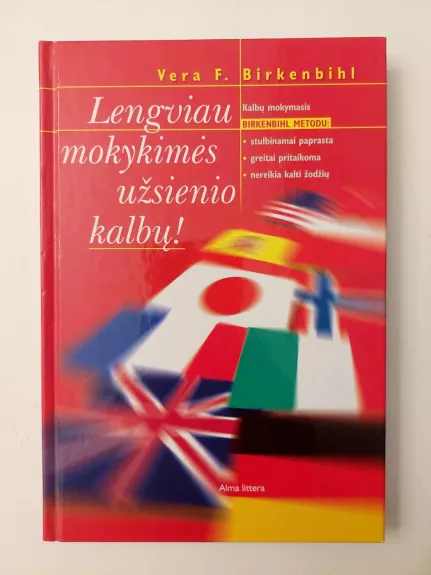 Vera F. Birkenbihl
Lengviau
mokykimės
užsienio
kalbų!
Kalbų mokymasis
BIRKENBIHL METODU:
• stulbinamai paprasta
• greitai pritaikoma
• nereikia kalti žodžių
Alma littera